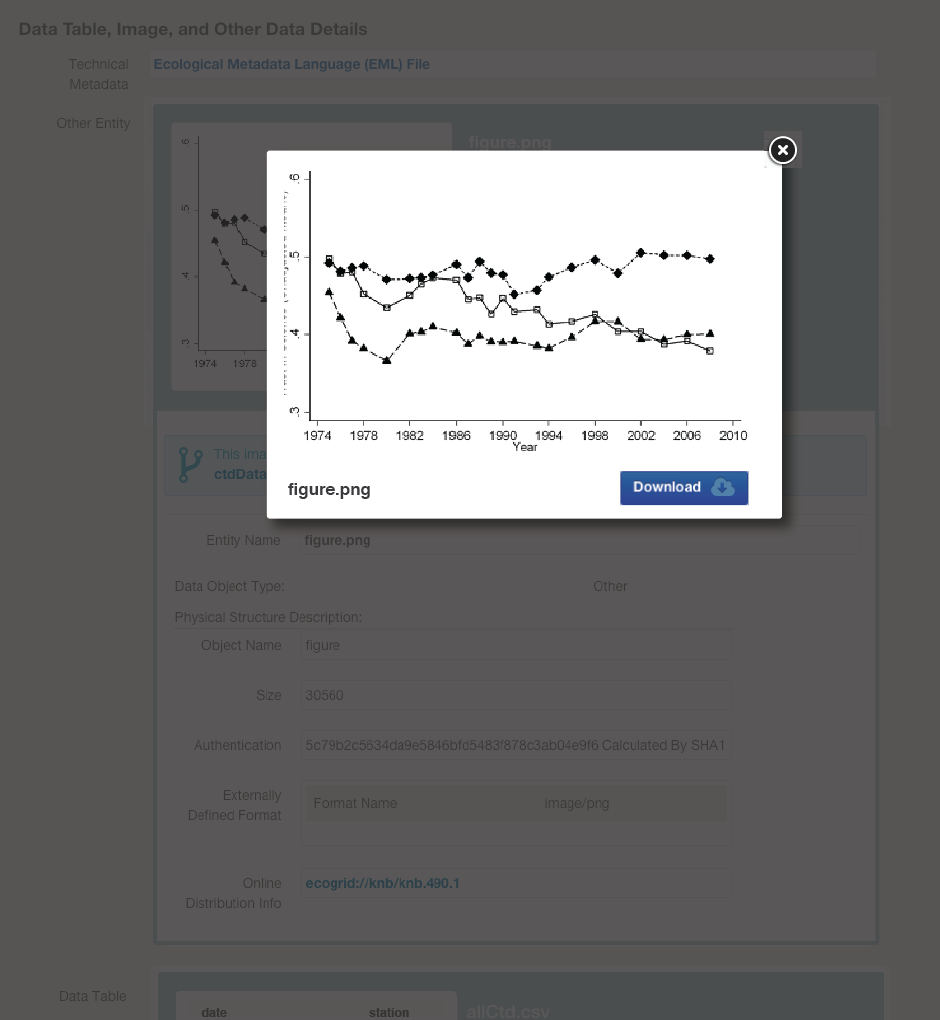 Data Table, Image, and Other Data Details
Technical Metadata
Ecological Metadata Language (EML) File
Other Entity
figure.png
.6
.5
.4
.3
1974 1978
.6
.5
.4
.3
1974 1978 1982 1986 1990 1994 1998 2002 2006 2010
Year
figure.png
Download
This ima
ctdData
Entity Name
figure.png
Data Object Type:
Other
Physical Structure Description:
Object Name
figure
Size
30560
Authentication
5c79b2c5634da9e5846bfd5483f878c3ab04e9f6 Calculated By SHA1
Externally
Defined Format
Format Name
image/png
Online
Distribution Info
ecogrid://knb/knb.490.1
Data Table
date
station
allCtd.csv